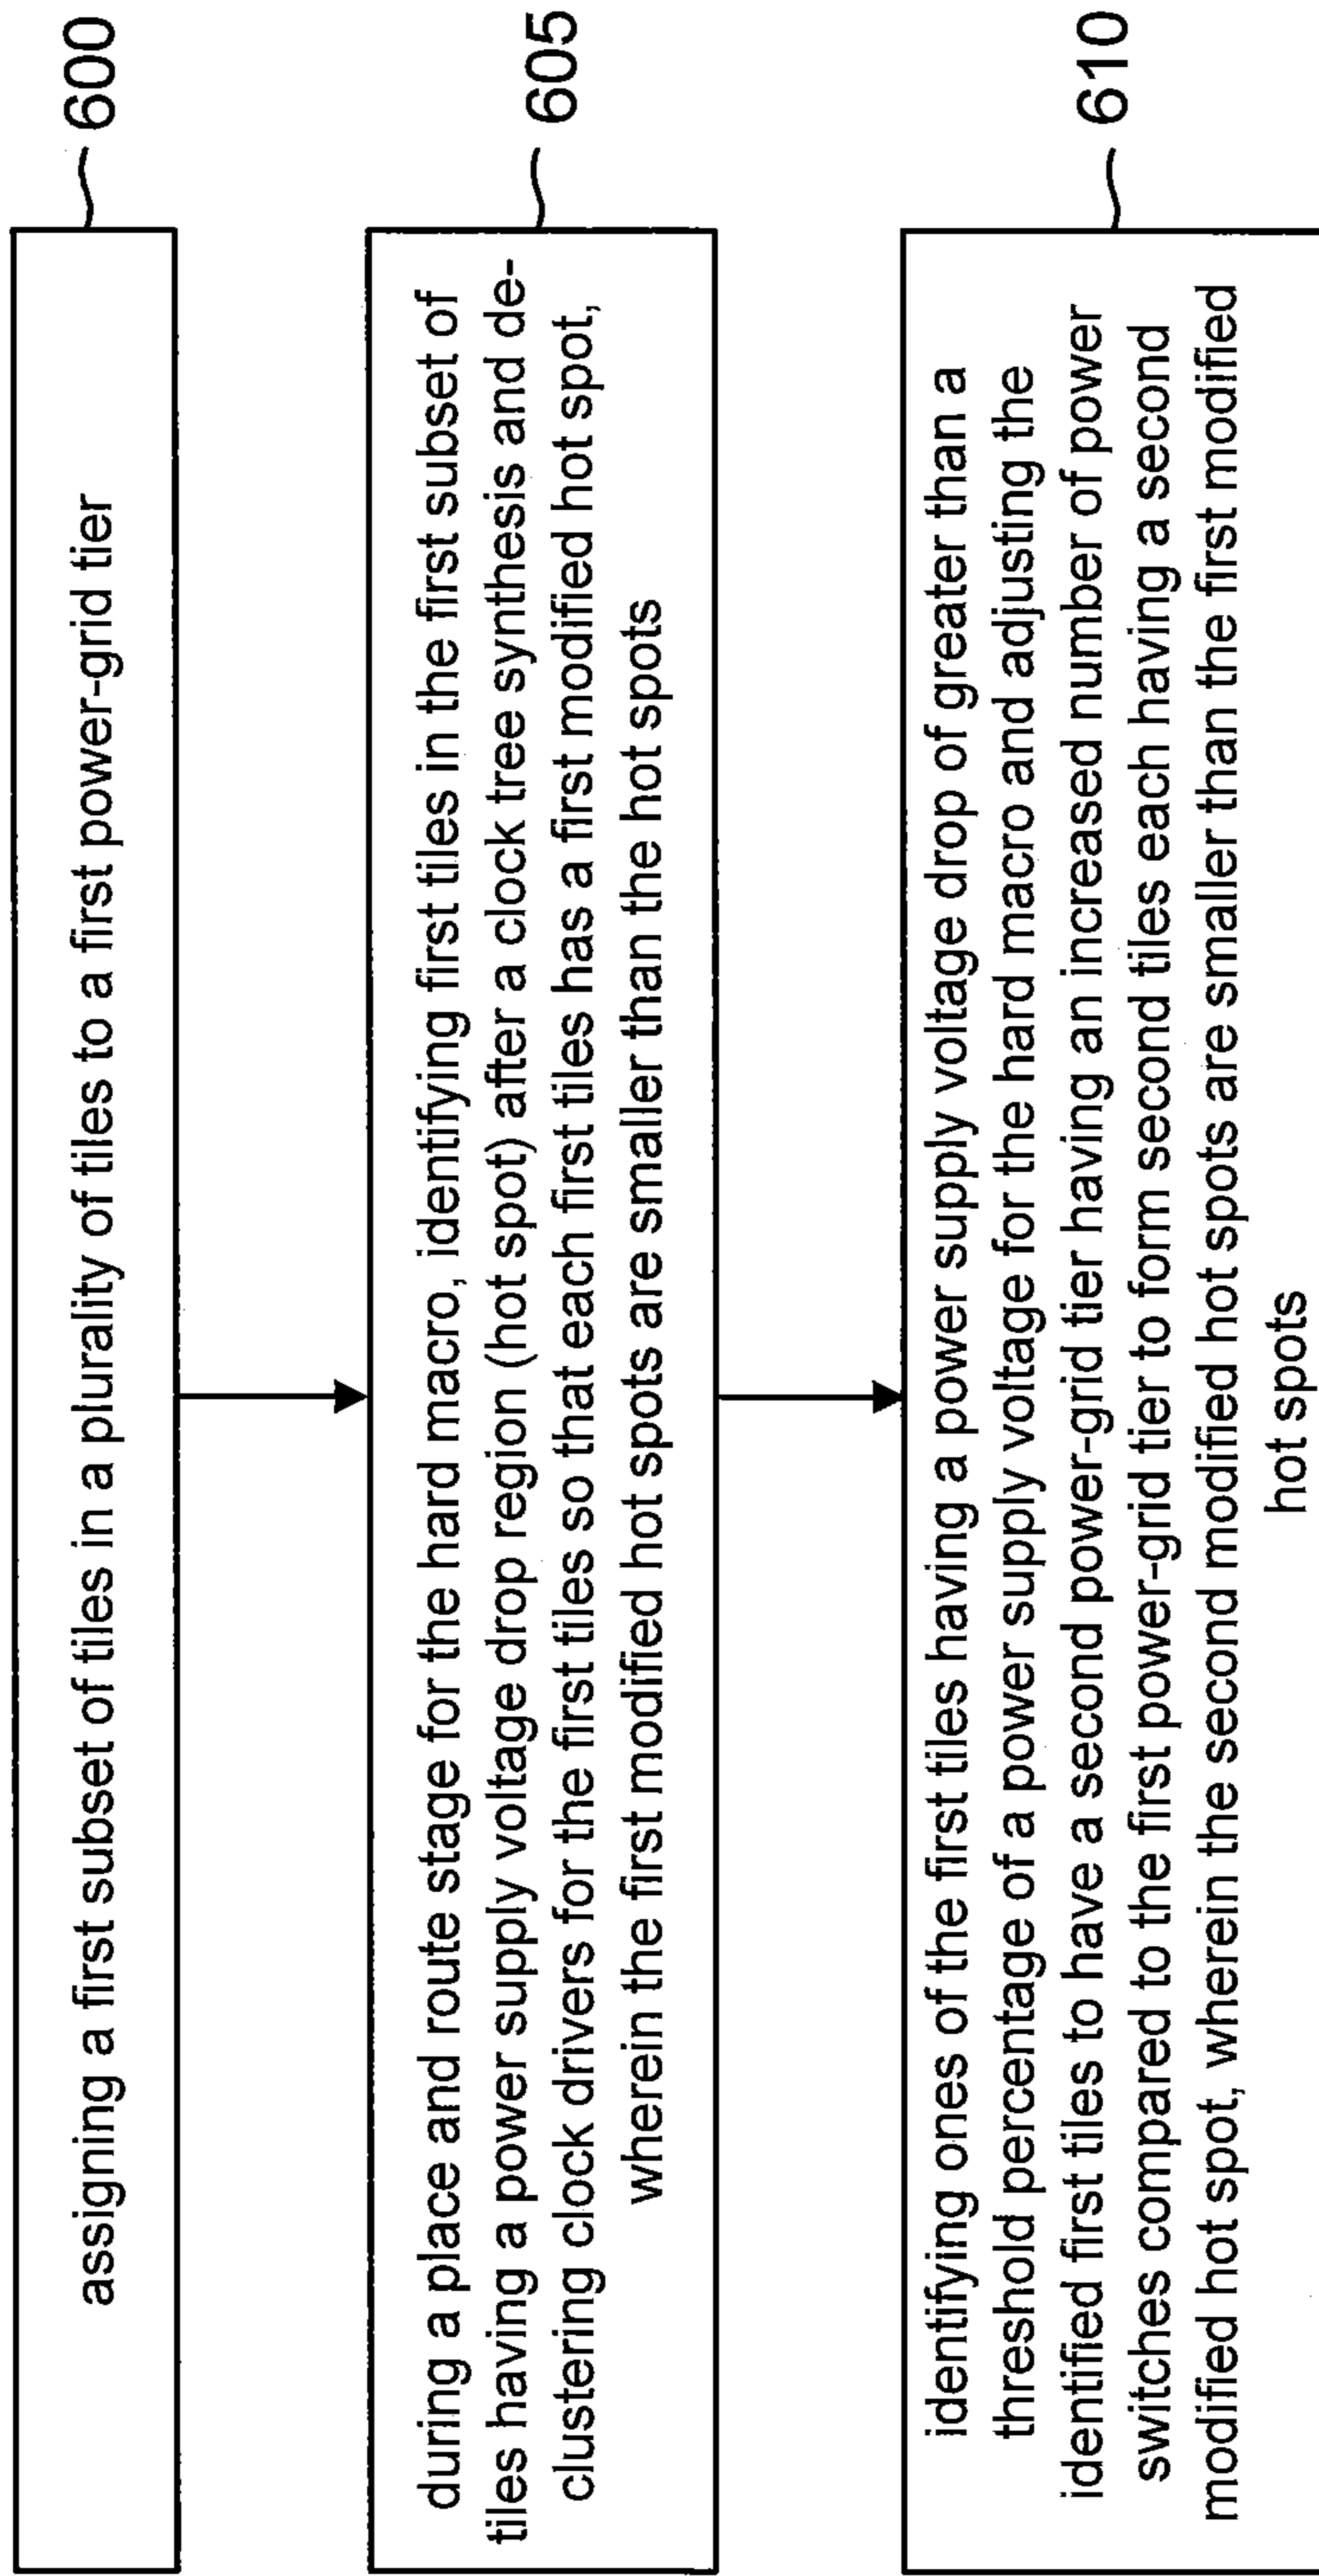 assigning a first subset of tiles in a plurality of tiles to a first power-grid tier
600
during a place and route stage for the hard macro, identifying first tiles in the first subset of
tiles having a power supply voltage drop region (hot spot) after a clock tree synthesis and de-
clustering clock drivers for the first tiles so that each first tiles has a first modified hot spot,
wherein the first modified hot spots are smaller than the hot spots
605
identifying ones of the first tiles having a power supply voltage drop of greater than a
threshold percentage of a power supply voltage for the hard macro and adjusting the
identified first tiles to have a second power-grid tier having an increased number of power
switches compared to the first power-grid tier to form second tiles each having a second
modified hot spot, wherein the second modified hot spots are smaller than the first modified
hot spots
610